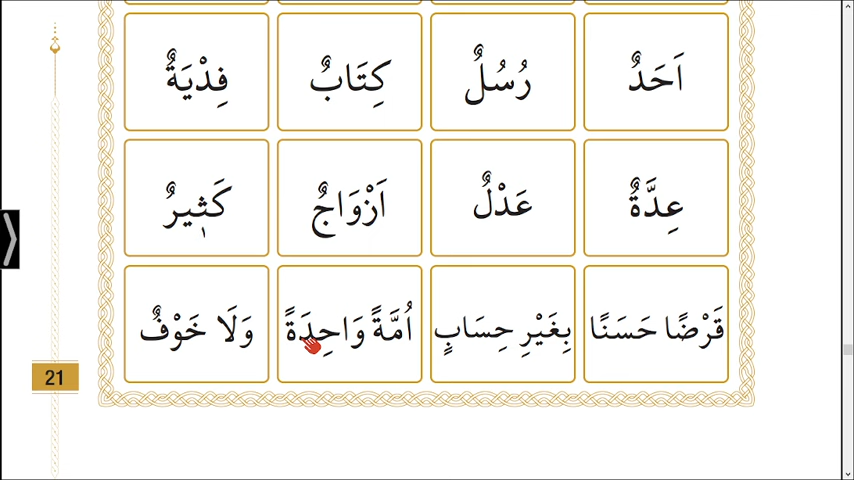 اَحَدٌ رُسُلٌ كِتَابٌ فِدْيَةٌ
عِدَّةٌ عَدْلٌ اَزْوَاجٌ كَثٖيرٌ
قَرْضًا حَسَنًا بِغَيْرِ حِسَابٍ اُمَّةً وَاحِدَةً وَلَا خَوْفٌ
21